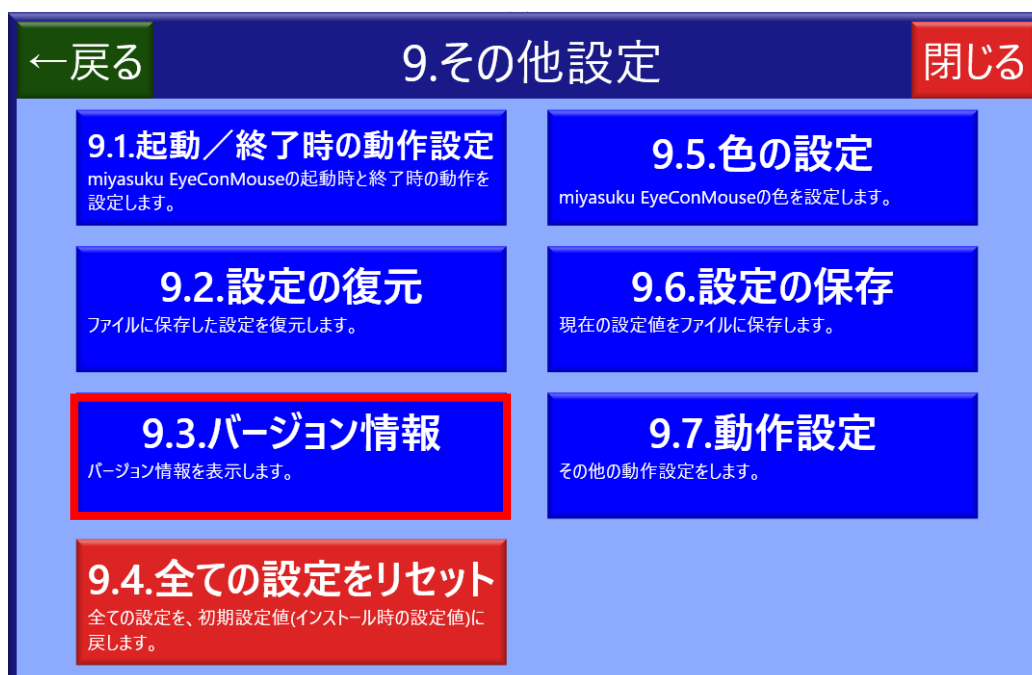 ←戻る
9.その他設定
閉じる
9.1.起動／終了時の動作設定
miyasuku EyeConMouseの起動時と終了時の動作を
設定します。
9.5.色の設定
miyasuku EyeConMouseの色を設定します。
9.2.設定の復元
ファイルに保存した設定を復元します。
9.6.設定の保存
現在の設定値をファイルに保存します。
9.3.バージョン情報
バージョン情報を表示します。
9.7.動作設定
その他の動作設定をします。
9.4.全ての設定をリセット
全ての設定を、初期設定値(インストール時の設定値)に
戻します。